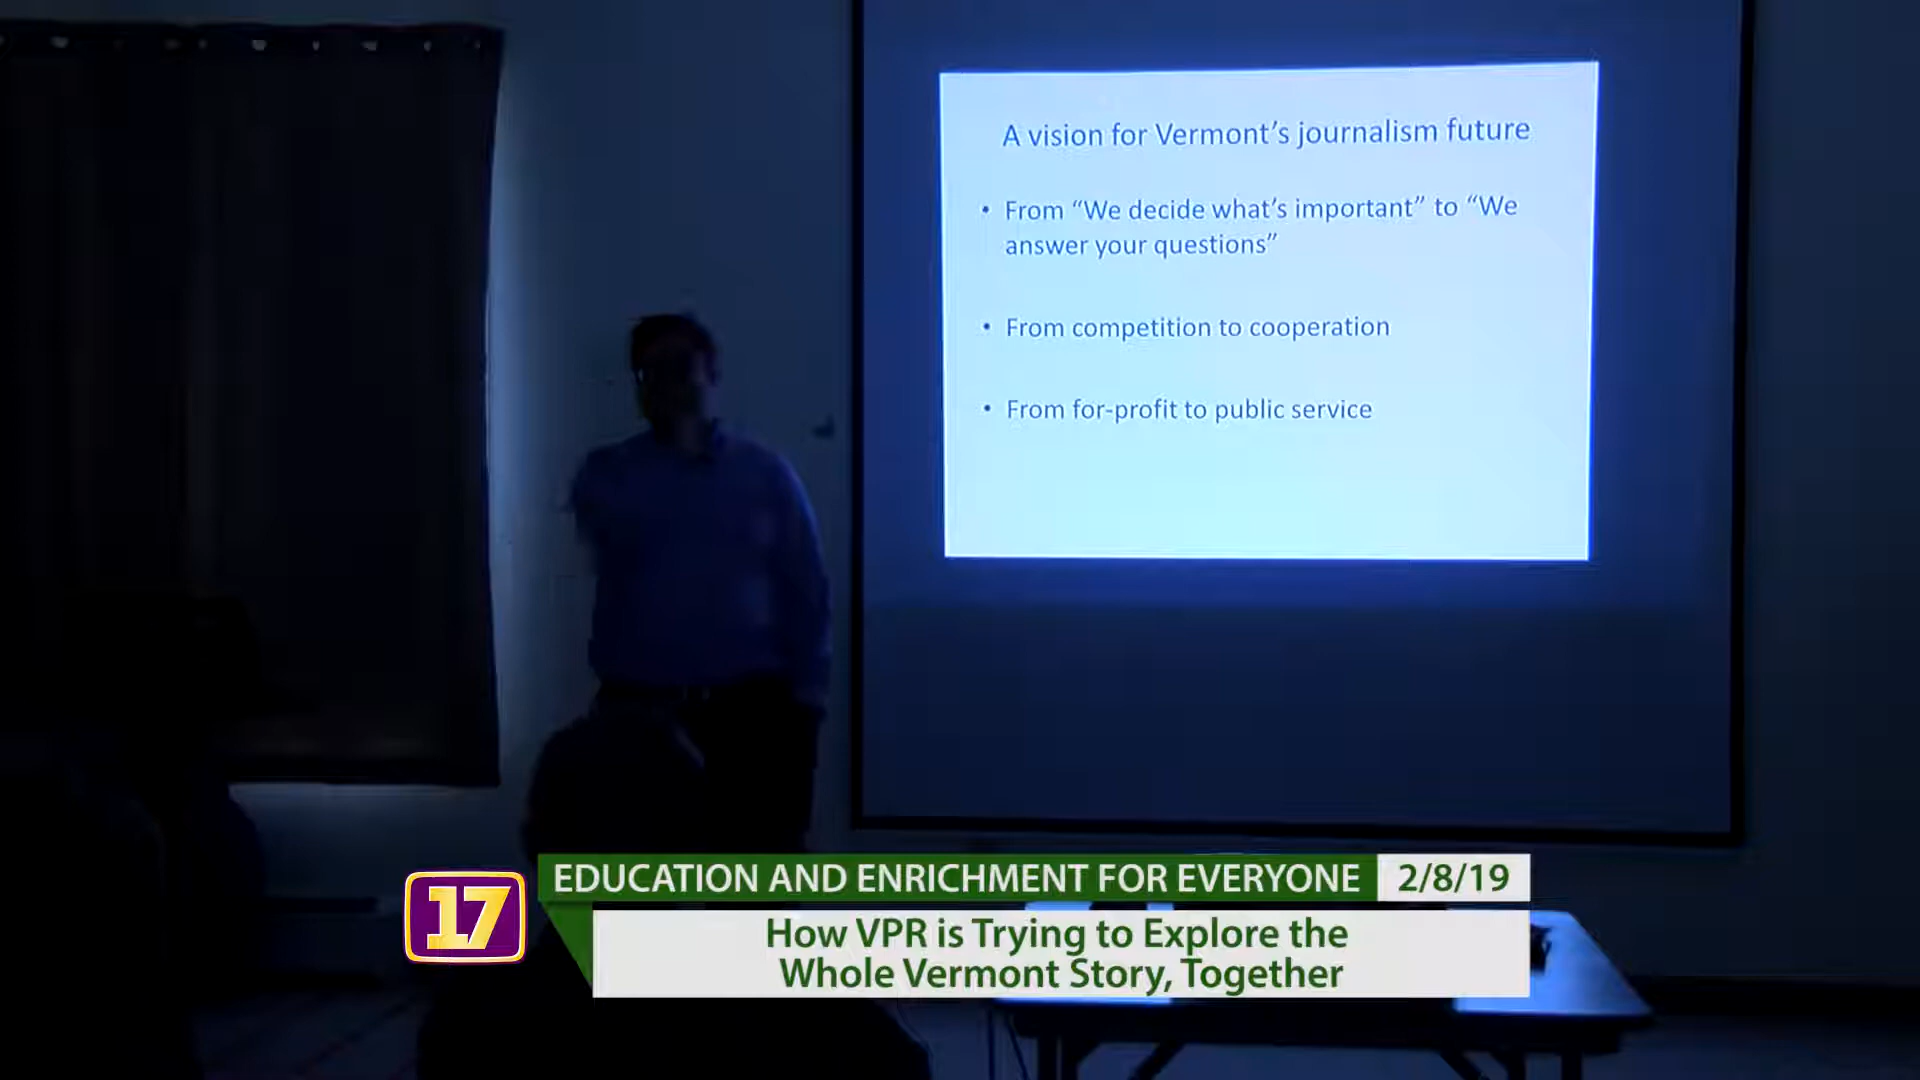 A vision for Vermont's journalism future
• From “We decide what's important” to “We
answer your questions”
• From competition to cooperation
• From for-profit to public service
17
EDUCATION AND ENRICHMENT FOR EVERYONE
2/8/19
How VPR is Trying to Explore the
Whole Vermont Story, Together